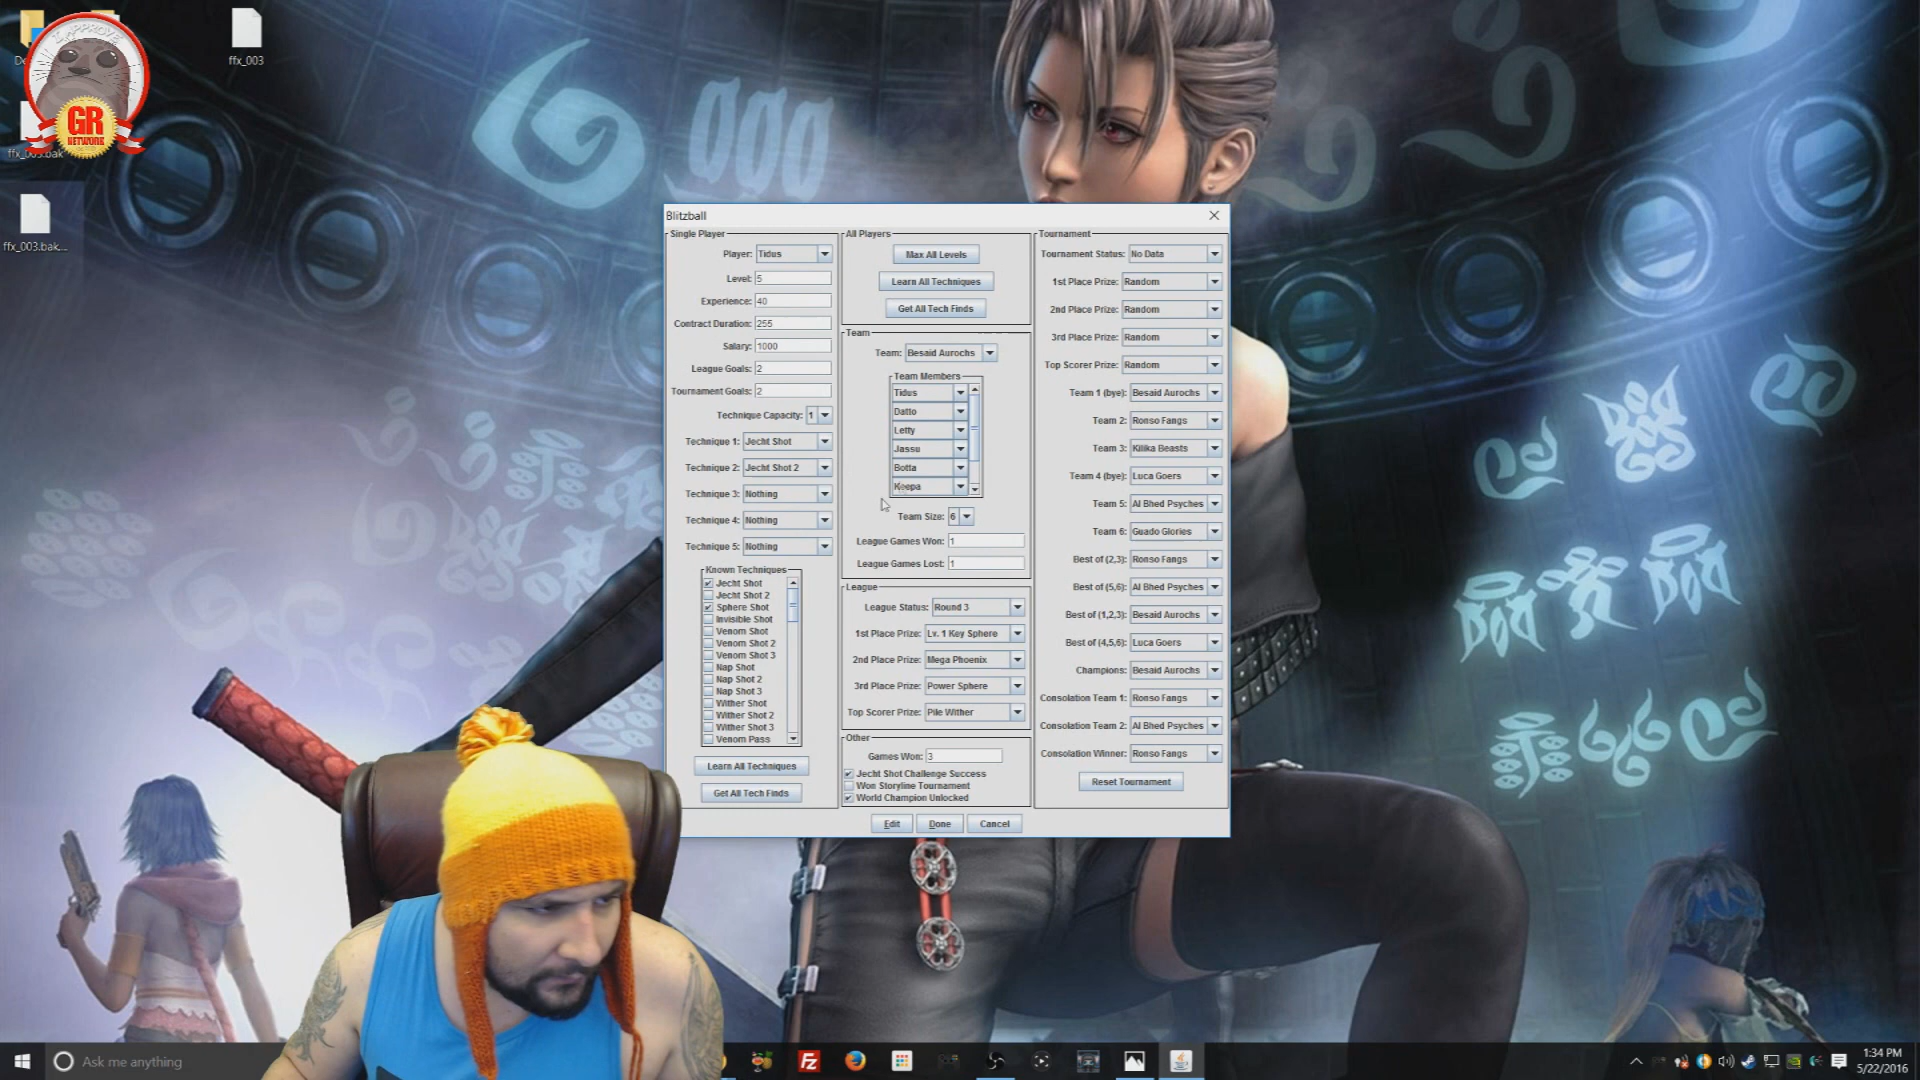 I APPROVE
GR
NETWORK
ffx_003
ffx_003.bak...
Blitzball
Single Player
Player: Tidus
Level: 5
Experience: 40
Contract Duration: 255
Salary: 1000
League Goals: 2
Tournament Goals: 2
Technique Capacity: 1
Technique 1: Jecht Shot
Technique 2: Jecht Shot 2
Technique 3: Nothing
Technique 4: Nothing
Technique 5: Nothing
Known Techniques
Jecht Shot
Jecht Shot 2
Sphere Shot
Invisible Shot
Venom Shot
Venom Shot 2
Venom Shot 3
Nap Shot
Nap Shot 2
Nap Shot 3
Wither Shot
Wither Shot 2
Wither Shot 3
Venom Pass
Learn All Techniques
Get All Tech Finds
All Players
Max All Levels
Learn All Techniques
Get All Tech Finds
Team
Team: Besaid Aurochs
Team Members
Tidus
Datto
Letty
Jassu
Botta
Keepa
Team Size: 6
League Games Won: 1
League Games Lost: 1
League
League Status: Round 3
1st Place Prize: Lv. 1 Key Sphere
2nd Place Prize: Mega Phoenix
3rd Place Prize: Power Sphere
Top Scorer Prize: Pile Wither
Other
Games Won: 3
Jecht Shot Challenge Success
Won Storyline Tournament
World Champion Unlocked
Tournament
Tournament Status: No Data
1st Place Prize: Random
2nd Place Prize: Random
3rd Place Prize: Random
Top Scorer Prize: Random
Team 1 (bye): Besaid Aurochs
Team 2: Ronso Fangs
Team 3: Kilika Beasts
Team 4 (bye): Luca Goers
Team 5: Al Bhed Psyches
Team 6: Guado Glories
Best of (2,3): Ronso Fangs
Best of (5,6): Al Bhed Psyches
Best of (1,2,3): Besaid Aurochs
Best of (4,5,6): Luca Goers
Champions: Besaid Aurochs
Consolation Team 1: Ronso Fangs
Consolation Team 2: Al Bhed Psyches
Consolation Winner: Ronso Fangs
Reset Tournament
Edit Done Cancel
Ask me anything
1:34 PM
5/22/2016